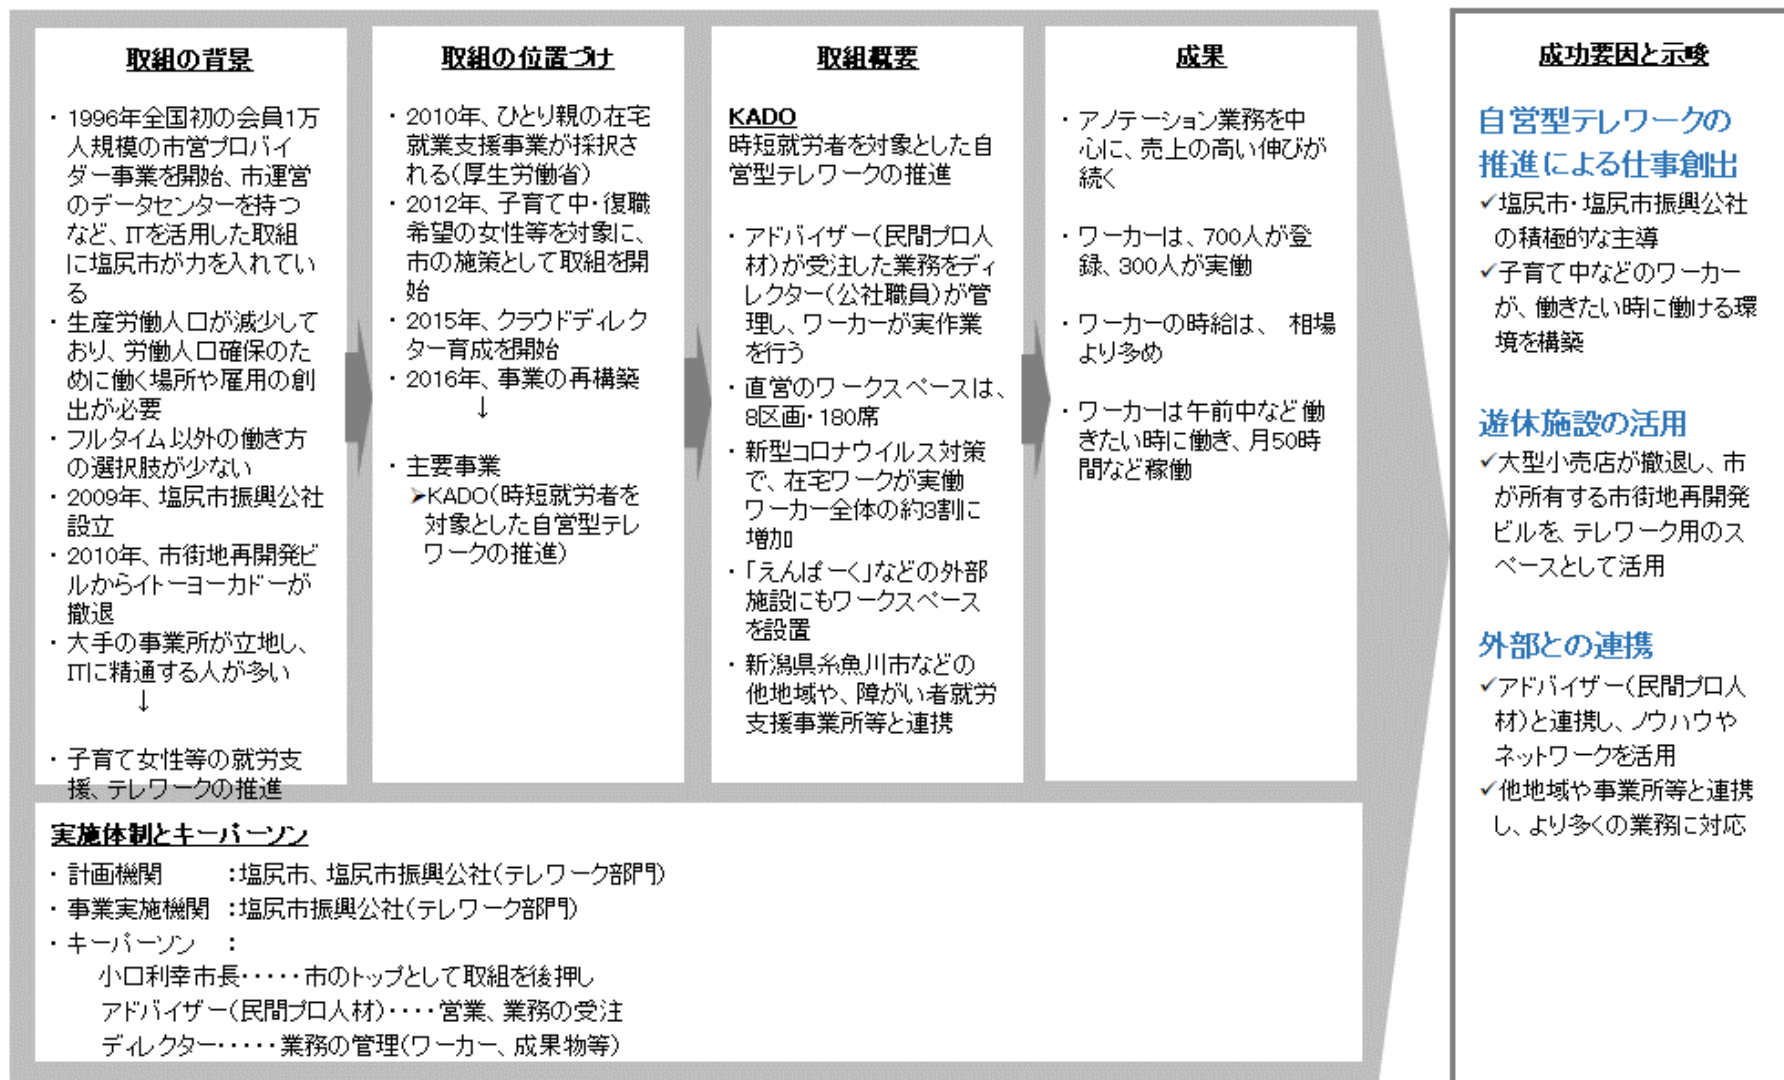 取組の背景
・1996年全国初の会員1万
人規模の市営プロバイ
ダー事業を開始、市運営
のデータセンターを持つ
など、ITを活用した取組
に塩尻市が力を入れてい
る
・生産労働人口が減少して
おり、労働人口確保のた
めに働く場所や雇用の創
出が必要
・フルタイム以外の働き方
の選択肢が少ない
・2009年、塩尻市振興公社
設立
・2010年、市街地再開発ビ
ルからイトーヨーカドーが
撤退
・大手の事業所が立地し、
ITに精通する人が多い
↓
・子育て女性等の就労支
援、テレワークの推進
取組の位置づけ
・2010年、ひとり親の在宅
就業支援事業が採択さ
れる(厚生労働省)
・2012年、子育て中・復職
希望の女性等を対象に、
市の施策として取組を開
始
・2015年、クラウドディレク
ター育成を開始
・2016年、事業の再構築
↓
・主要事業
➤KADO(時短就労者を
対象とした自営型テレ
ワークの推進)
取組概要
KADO
時短就労者を対象とした自
営型テレワークの推進
・アドバイザー(民間プロ人
材)が受注した業務をディ
レクター(公社職員)が管
理し、ワーカーが実作業
を行う
・直営のワークスペースは、
8区画・180席
・新型コロナウイルス対策
で、在宅ワークが実働
ワーカー全体の約3割に
増加
・「えんぱーく」などの外部
施設にもワークスペース
を設置
・新潟県糸魚川市などの
他地域や、障がい者就労
支援事業所等と連携
成果
・アノテーション業務を中
心に、売上の高い伸びが
続く
・ワーカーは、700人が登
録、300人が実働
・ワーカーの時給は、 相場
より多め
・ワーカーは午前中など働
きたい時に働き、月50時
間など稼働
実施体制とキーパーソン
・計画機関 :塩尻市、塩尻市振興公社(テレワーク部門)
・事業実施機関 :塩尻市振興公社(テレワーク部門)
・キーパーソン :
小口利幸市長・・・・・市のトップとして取組を後押し
アドバイザー(民間プロ人材)・・・・営業、業務の受注
ディレクター・・・・・業務の管理(ワーカー、成果物等)
成功要因と示唆
自営型テレワークの
推進による仕事創出
✓塩尻市・塩尻市振興公社
の積極的な主導
✓子育て中などのワーカー
が、働きたい時に働ける環
境を構築
遊休施設の活用
✓大型小売店が撤退し、市
が所有する市街地再開発
ビルを、テレワーク用のス
ペースとして活用
外部との連携
✓アドバイザー(民間プロ人
材)と連携し、ノウハウや
ネットワークを活用
✓他地域や事業所等と連携
し、より多くの業務に対応